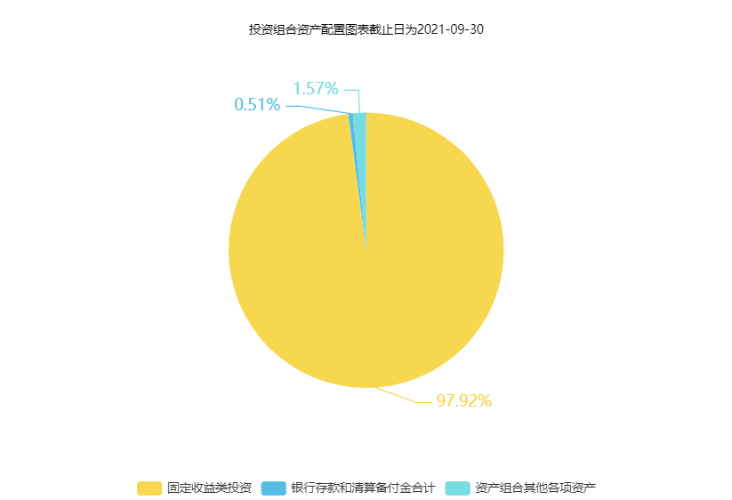 投资组合资产配置图表截止日为2021-09-30
1.57%
0.51%
97.92%
固定收益类投资 银行存款和清算备付金合计 资产组合其他各项资产